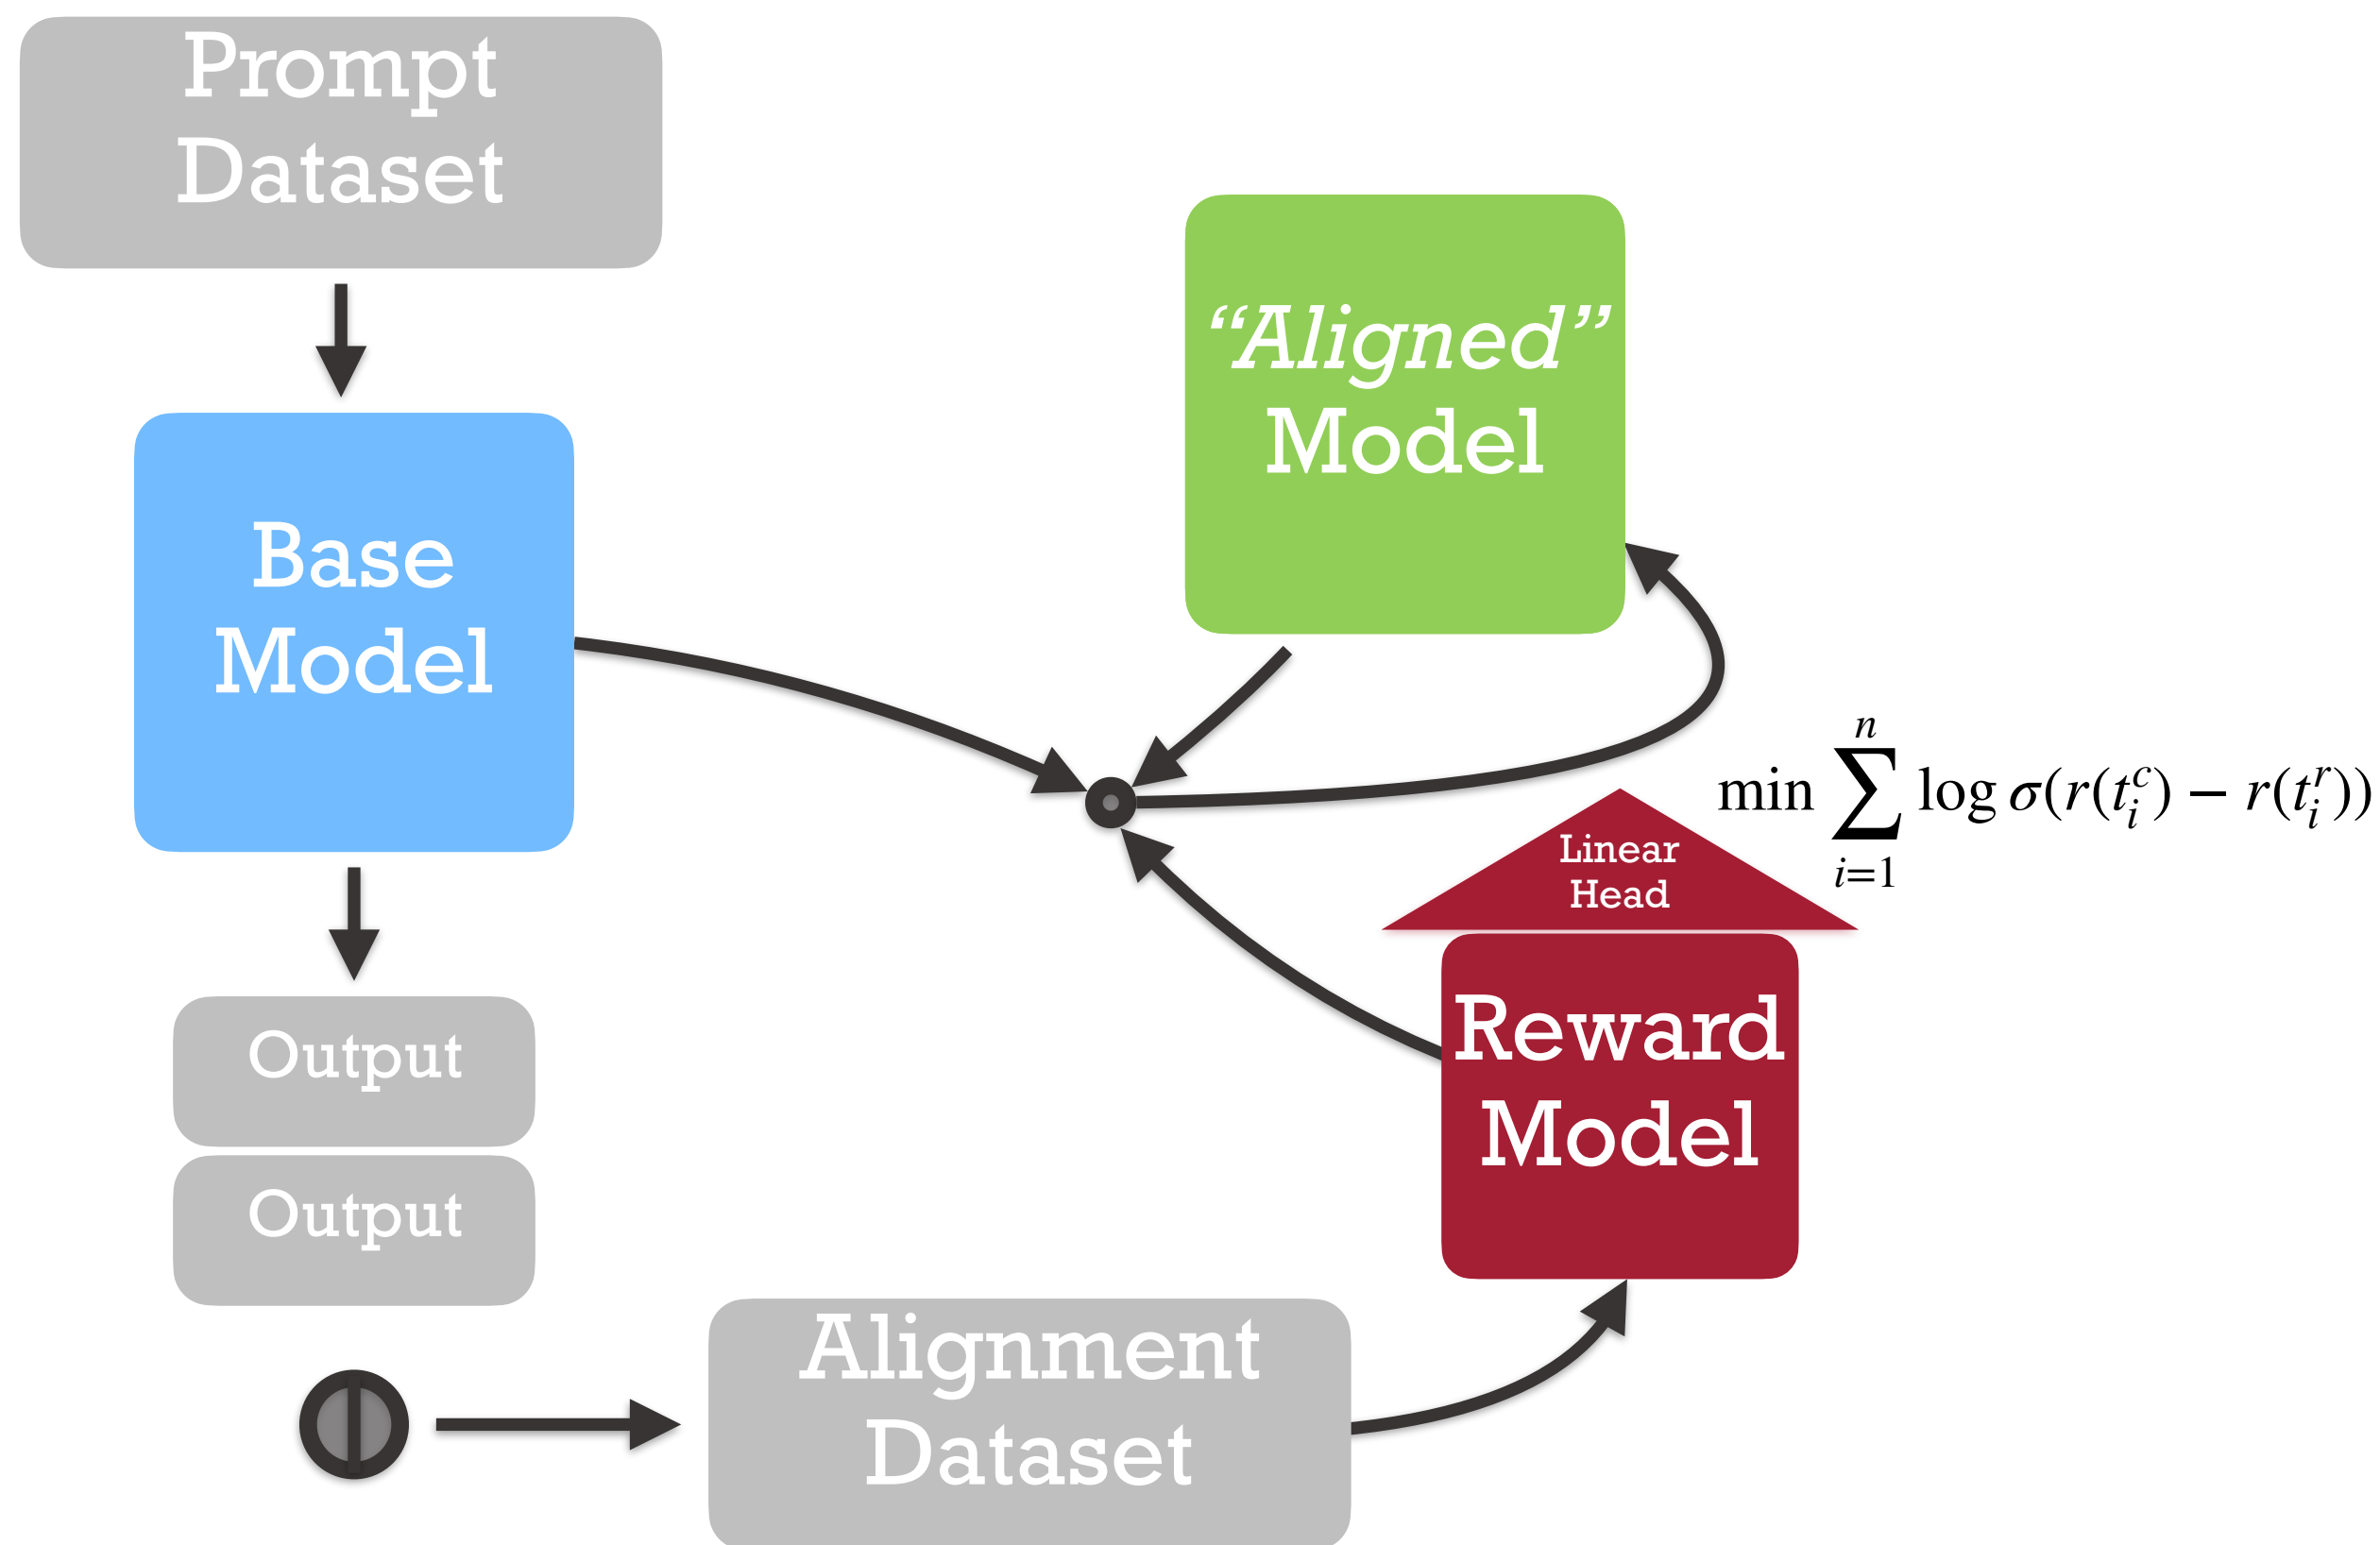 Prompt
Dataset
“Aligned”
Model
Base
Model
min ∑_{i=1}^{n} log σ(r(t_i^c) − r(t_i^r))
Linear
Head
Reward
Model
Output
Output
Alignment
Dataset